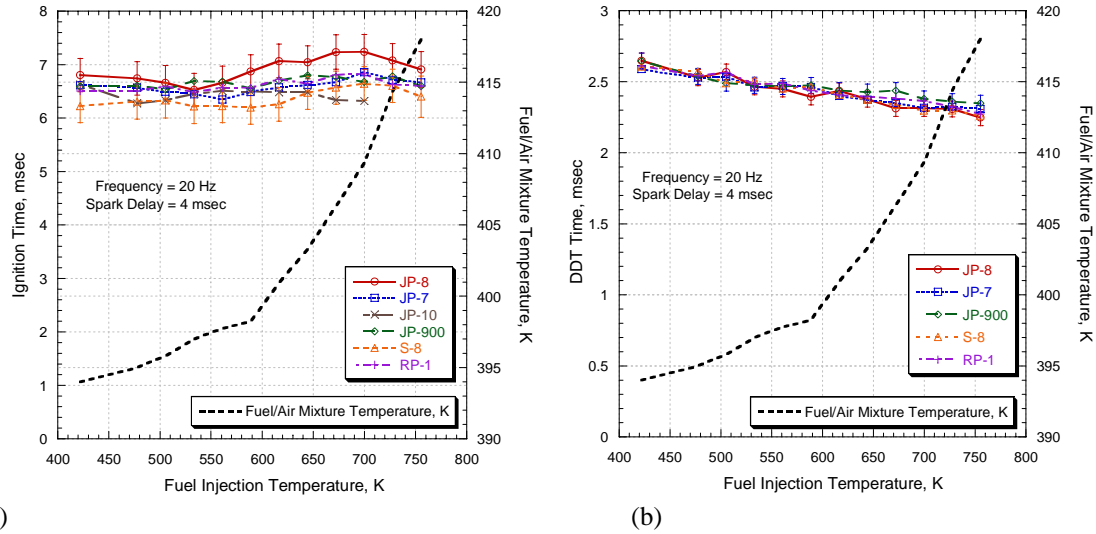 8
7
6
5
4
3
2
1
0
420
415
410
405
400
395
390
400 450 500 550 600 650 700 750 800
Ignition Time, msec
Fuel/Air Mixture Temperature, K
Fuel Injection Temperature, K
Frequency = 20 Hz
Spark Delay = 4 msec
JP-8
JP-7
JP-10
JP-900
S-8
RP-1
Fuel/Air Mixture Temperature, K
)
3
2.5
2
1.5
1
0.5
0
420
415
410
405
400
395
390
400 450 500 550 600 650 700 750 800
DDT Time, msec
Fuel/Air Mixture Temperature, K
Fuel Injection Temperature, K
Frequency = 20 Hz
Spark Delay = 4 msec
JP-8
JP-7
JP-900
S-8
RP-1
Fuel/Air Mixture Temperature, K
(b)